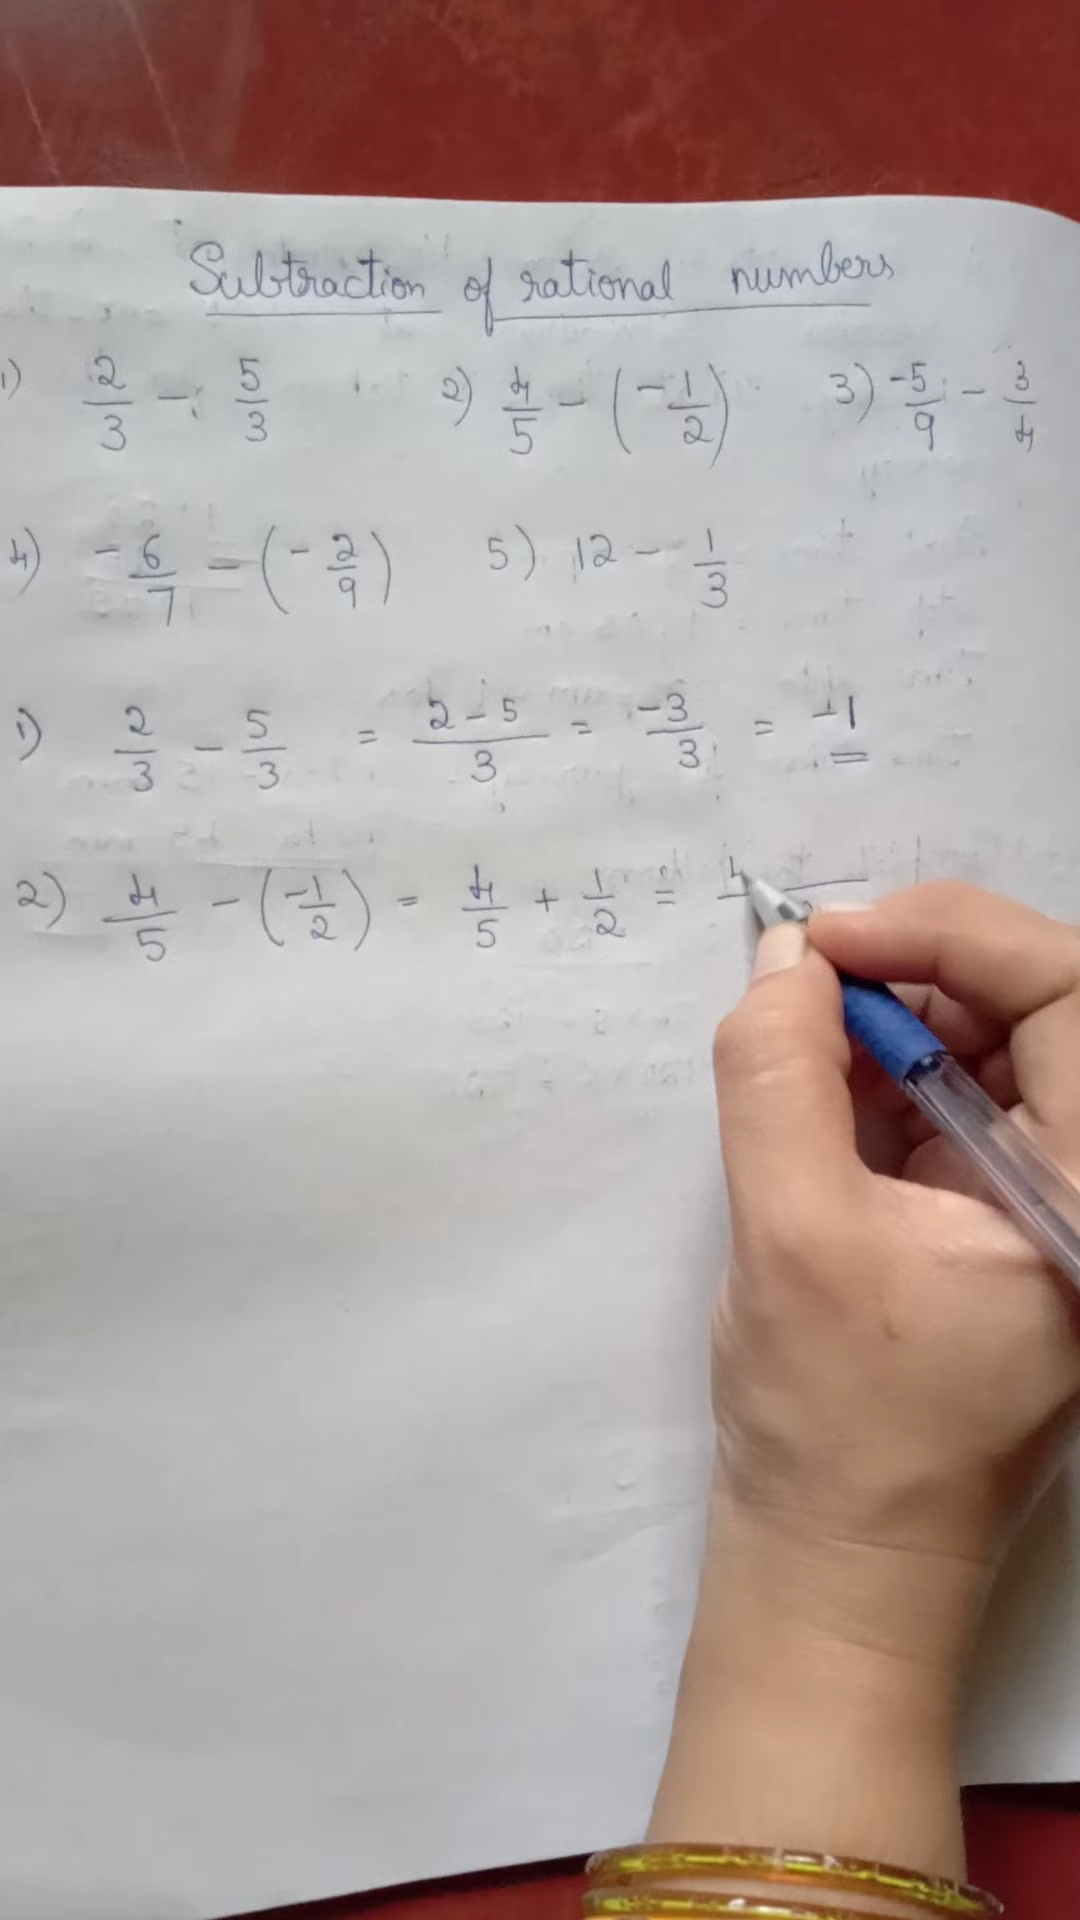 Subtraction of rational numbers
1) 2/3 - 5/3 2) 4/5 - (-1/2) 3) -5/9 - 3/4
4) -6/7 - (-2/9) 5) 12 - 1/3
1) 2/3 - 5/3 = 2-5/3 = -3/3 = -1
2) 4/5 - (-1/2) = 4/5 + 1/2 = 4